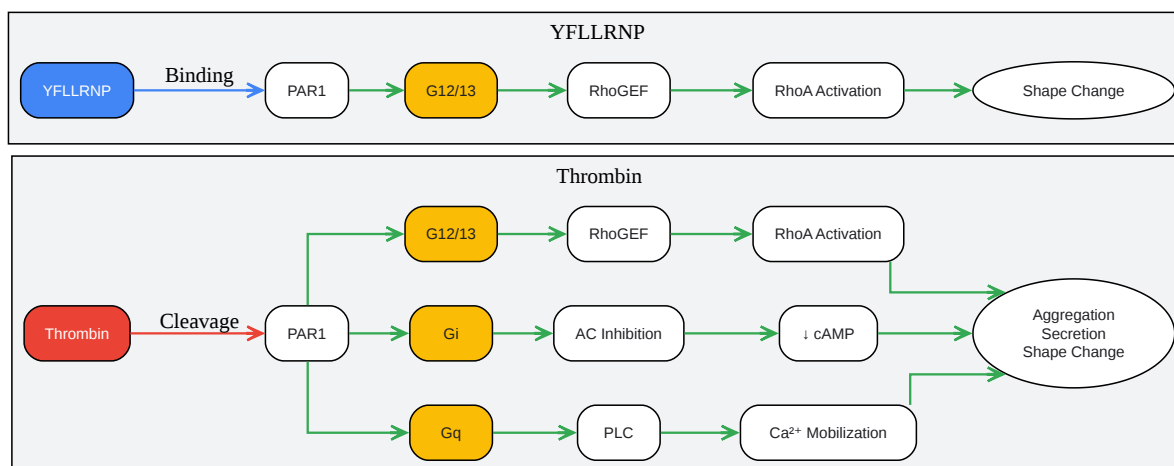 YFLLRNP
YFLLRNP
Binding
PAR1
G12/13
RhoGEF
RhoA Activation
Shape Change
Thrombin
G12/13
RhoGEF
RhoA Activation
Thrombin
Cleavage
PAR1
Gi
AC Inhibition
↓ cAMP
Aggregation
Secretion
Shape Change
Gq
PLC
Ca²⁺ Mobilization